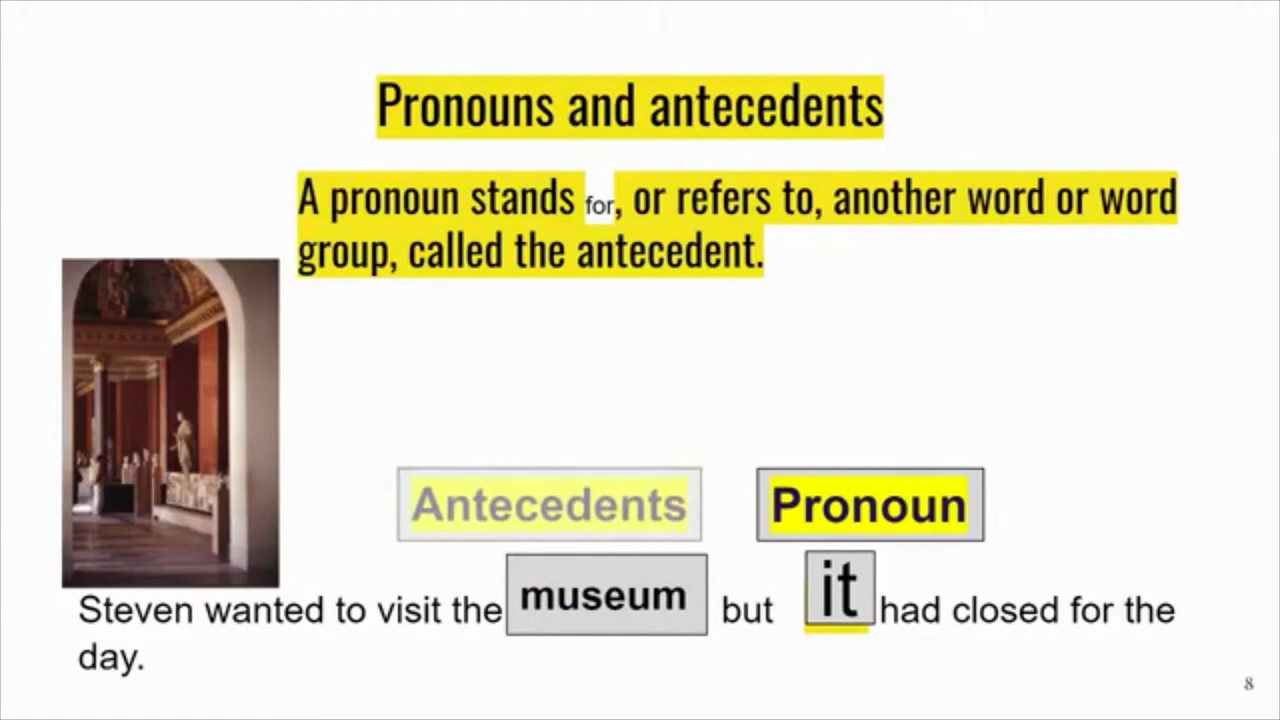 Pronouns and antecedents
A pronoun stands for, or refers to, another word or word
group, called the antecedent.
Antecedents Pronoun
Steven wanted to visit the museum but it had closed for the
day.
8